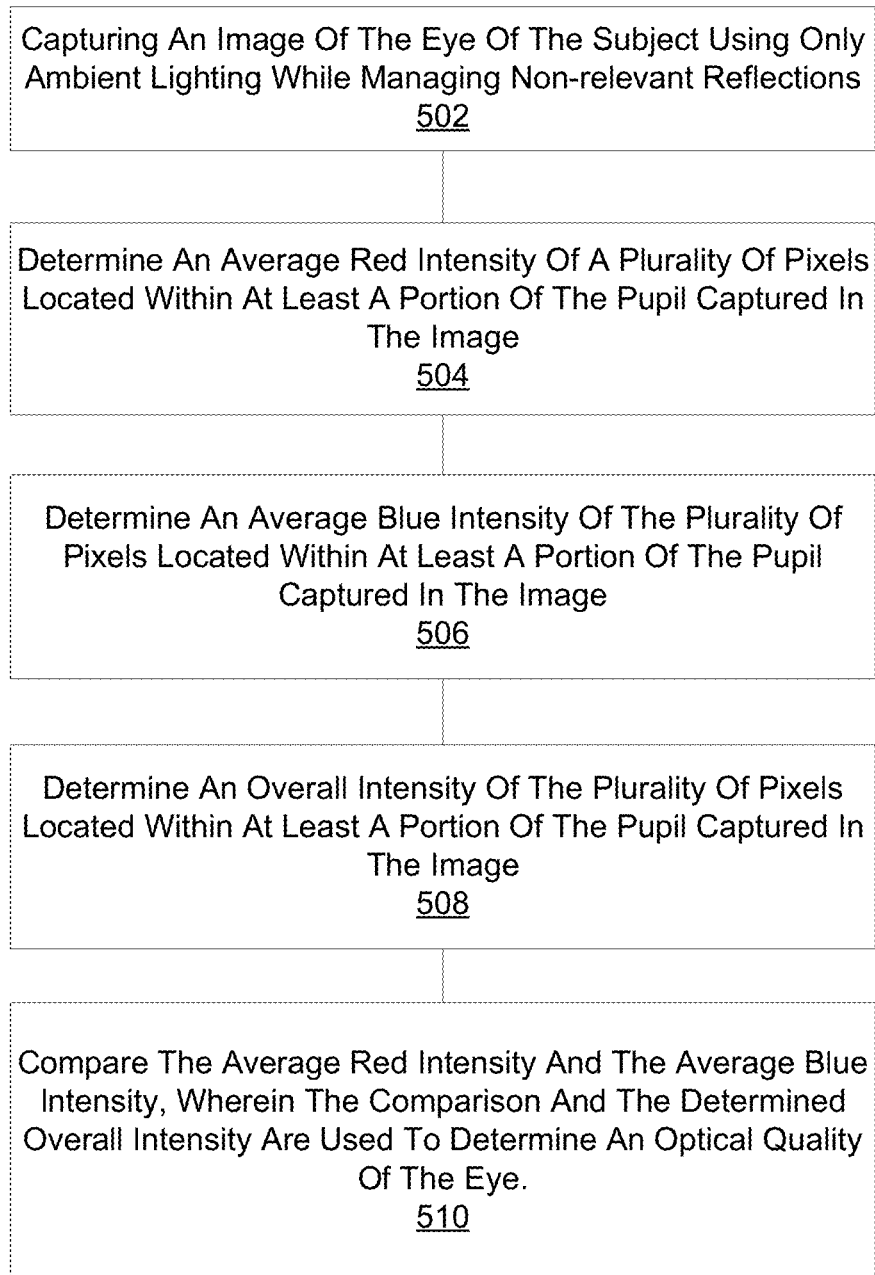 Capturing An Image Of The Eye Of The Subject Using Only
Ambient Lighting While Managing Non-relevant Reflections
502
Determine An Average Red Intensity Of A Plurality Of Pixels
Located Within At Least A Portion Of The Pupil Captured In
The Image
504
Determine An Average Blue Intensity Of The Plurality Of
Pixels Located Within At Least A Portion Of The Pupil
Captured In The Image
506
Determine An Overall Intensity Of The Plurality Of Pixels
Located Within At Least A Portion Of The Pupil Captured In
The Image
508
Compare The Average Red Intensity And The Average Blue
Intensity, Wherein The Comparison And The Determined
Overall Intensity Are Used To Determine An Optical Quality
Of The Eye.
510